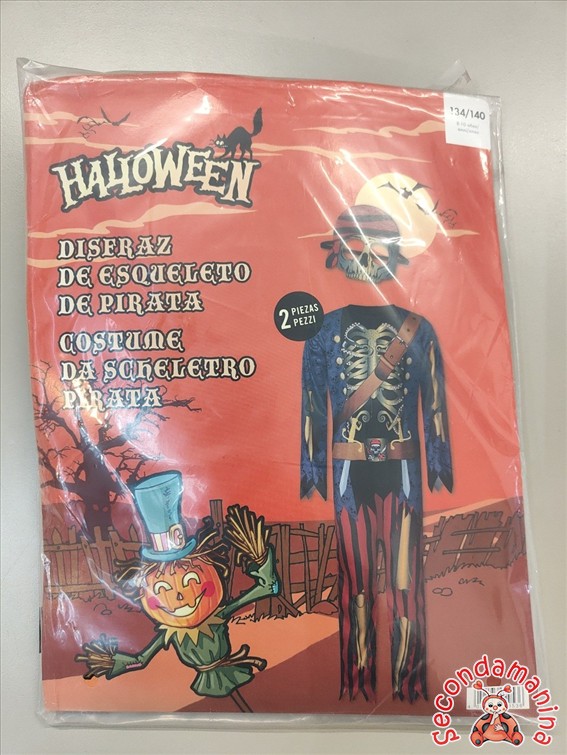 134/140
HALLOWEEN
DISFRAZ
DE ESQUELETO
DE PIRATA
COSTUME
DA SCHELETRO
PIRATA
2 PIEZAS
PEZZI
Secondamanina